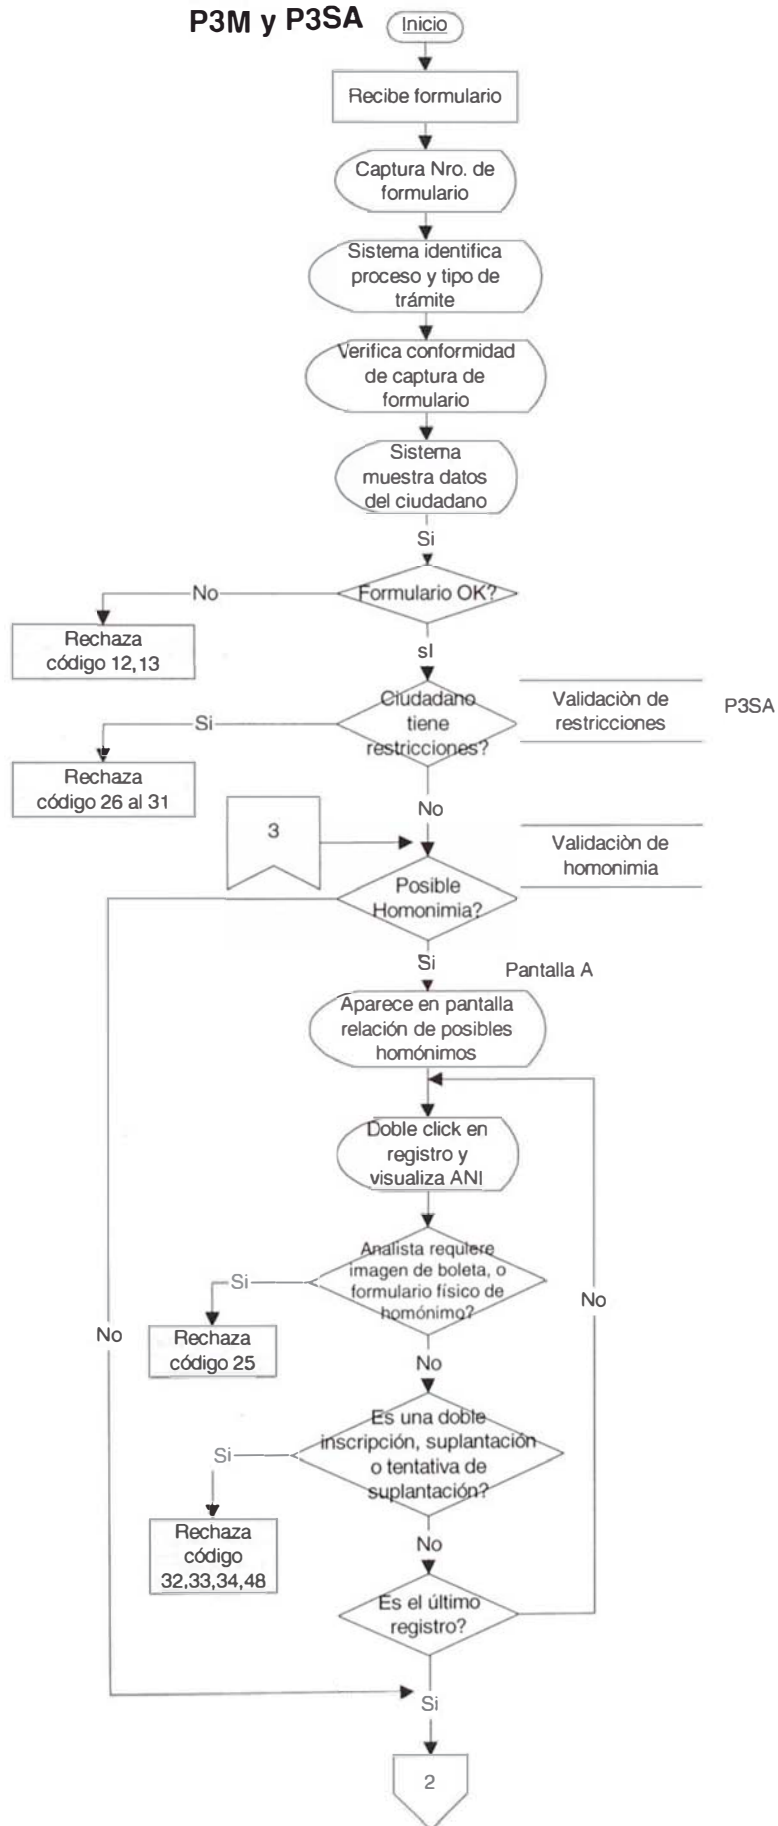 P3M y P3SA
Inicio
Recibe formulario
Captura Nro. de
formulario
Sistema identifica
proceso y tipo de
trámite
Verifica conformidad
de captura de
formulario
Sistema
muestra datos
del ciudadano
Si
Formulario OK?
No
Rechaza
código 12,13
sI
Ciudadano
tiene
restricciones?
Validaciòn de
restricciones
P3SA
Si
Rechaza
código 26 al 31
No
3
Validaciòn de
homonimia
Posible
Homonimia?
Si
Pantalla A
Aparece en pantalla
relación de posibles
homónimos
Doble click en
registro y
visualiza ANI
Analista requiere
imagen de boleta, o
formulario físico de
homónimo?
Si
No
No
Rechaza
código 25
No
Es una doble
inscripción, suplantación
o tentativa de
suplantación?
Si
Rechaza
código
32,33,34,48
No
Es el último
registro?
Si
2